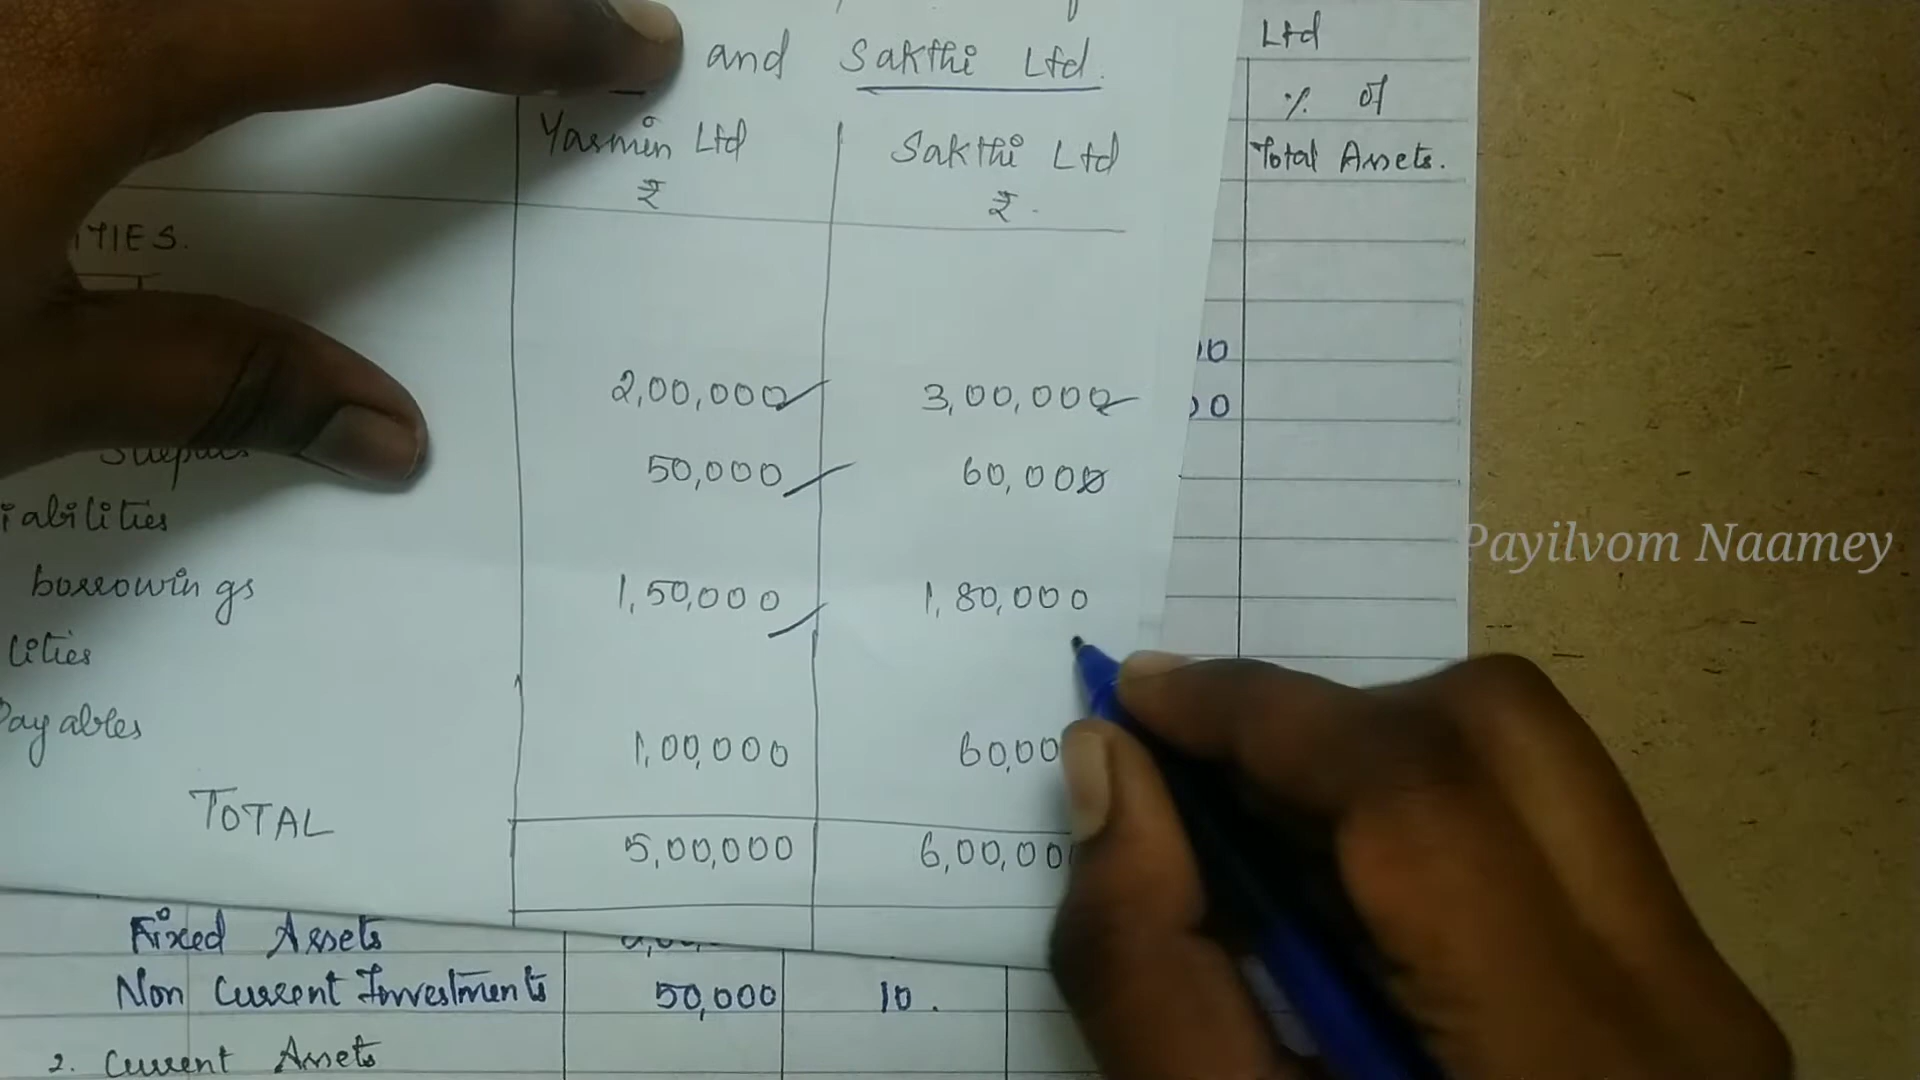 and Sakthi Ltd.
Ltd
% of
Total Assets.
Yasmin Ltd Sakthi Ltd
₹ ₹
ITIES.
2,00,000 3,00,000
50,000 60,000
iabilities
borrowings 1,50,000 1,80,000
lities
Payables 1,00,000 60,00
TOTAL 5,00,000 6,00,00
Fixed Assets
Non Current Investments 50,000 10.
2. Current Assets
Payilvom Naamey